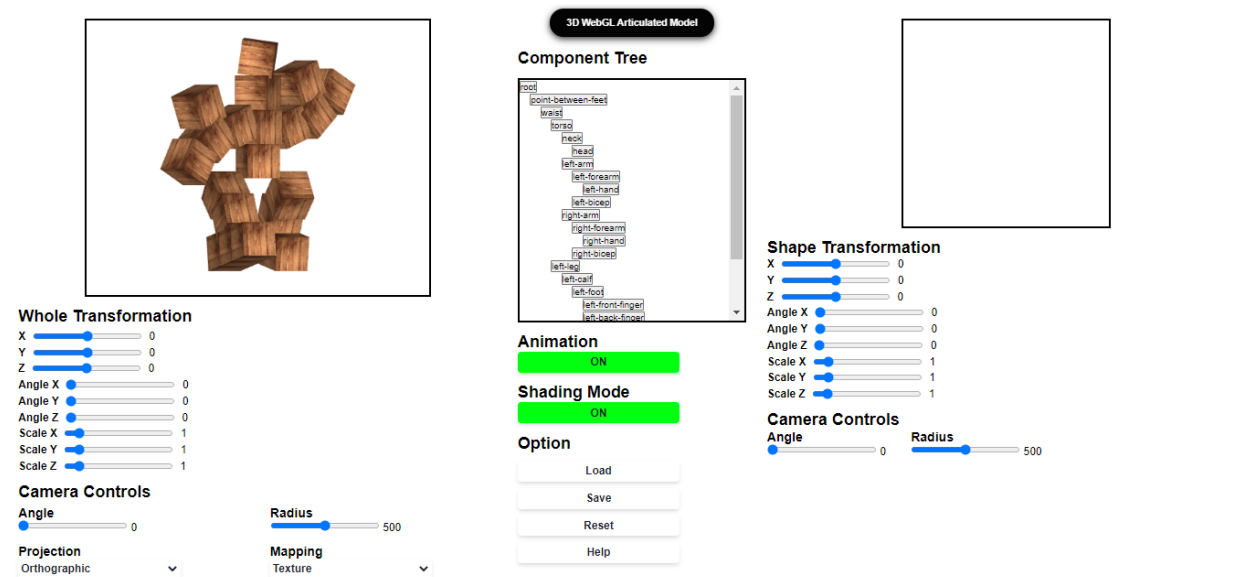 3D WebGL Articulated Model
Component Tree
root
point-between-feet
waist
torso
neck
head
left-arm
left-forearm
left-hand
left-bicep
right-arm
right-forearm
right-hand
right-bicep
left-leg
left-calf
left-foot
left-front-finger
left-back-finger
Whole Transformation
X 0
Y 0
Z 0
Angle X 0
Angle Y 0
Angle Z 0
Scale X 1
Scale Y 1
Scale Z 1
Camera Controls
Angle Radius
0 500
Projection Mapping
Orthographic Texture
Animation
ON
Shading Mode
ON
Option
Load
Save
Reset
Help
Shape Transformation
X 0
Y 0
Z 0
Angle X 0
Angle Y 0
Angle Z 0
Scale X 1
Scale Y 1
Scale Z 1
Camera Controls
Angle Radius
0 500